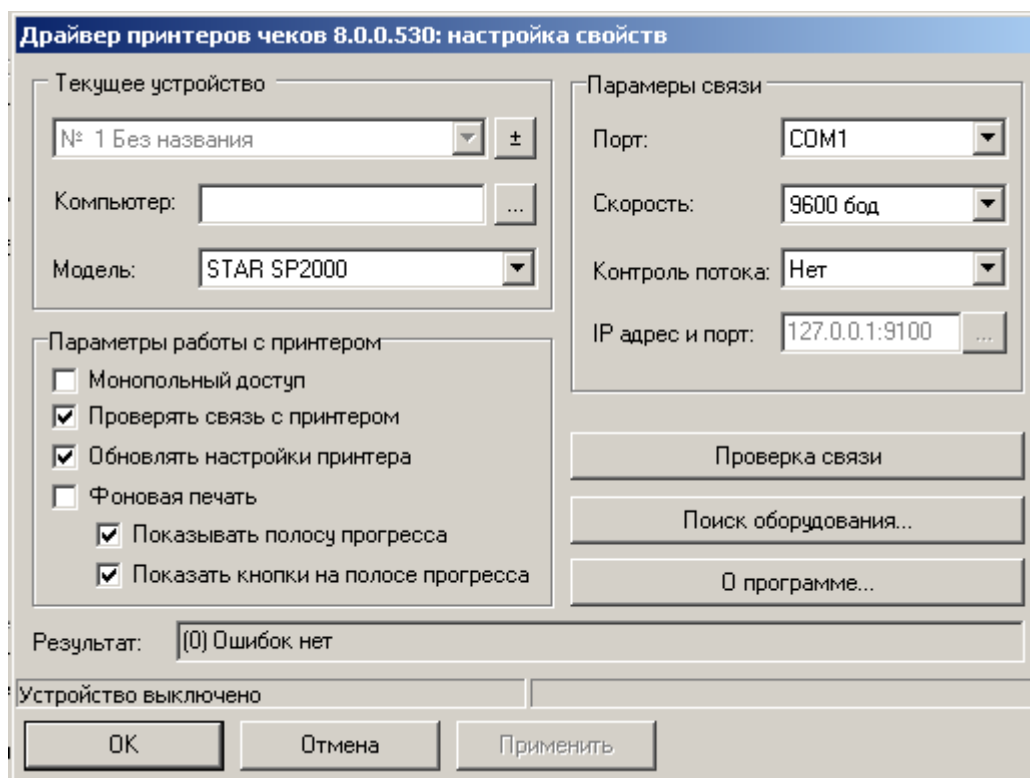 Драйвер принтеров чеков 8.0.0.530: настройка свойств
Текущее устройство
№ 1 Без названия
±
Компьютер:
...
Модель:
STAR SP2000
Парамеры связи
Порт:
COM1
Скорость:
9600 бод
Контроль потока:
Нет
IP адрес и порт:
127.0.0.1:9100
...
Параметры работы с принтером
Монопольный доступ
Проверять связь с принтером
Обновлять настройки принтера
Фоновая печать
Показывать полосу прогресса
Показать кнопки на полосе прогресса
Проверка связи
Поиск оборудования...
О программе...
Результат:
(0) Ошибок нет
Устройство выключено
OK
Отмена
Применить